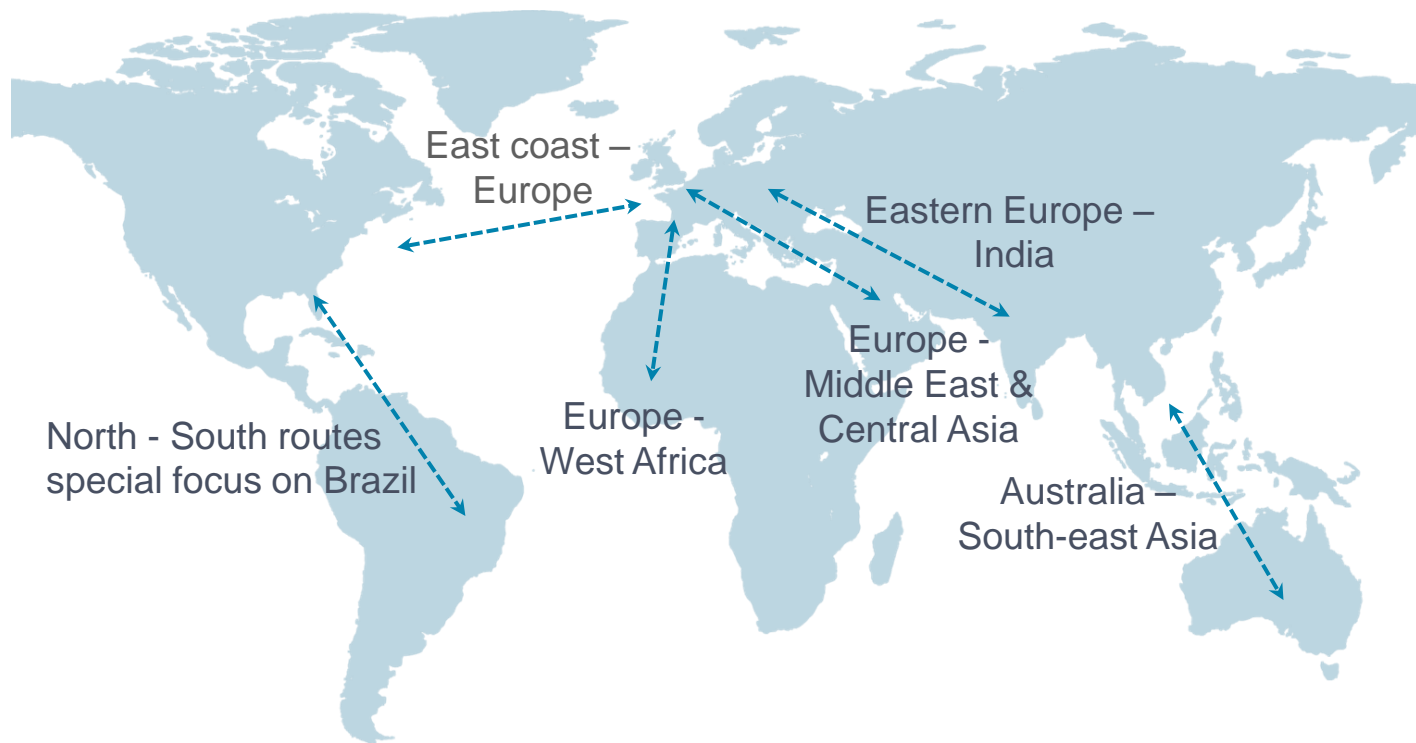 East coast –
Europe
Eastern Europe –
India
Europe -
Middle East &
Central Asia
Europe -
West Africa
North - South routes
special focus on Brazil
Australia –
South-east Asia